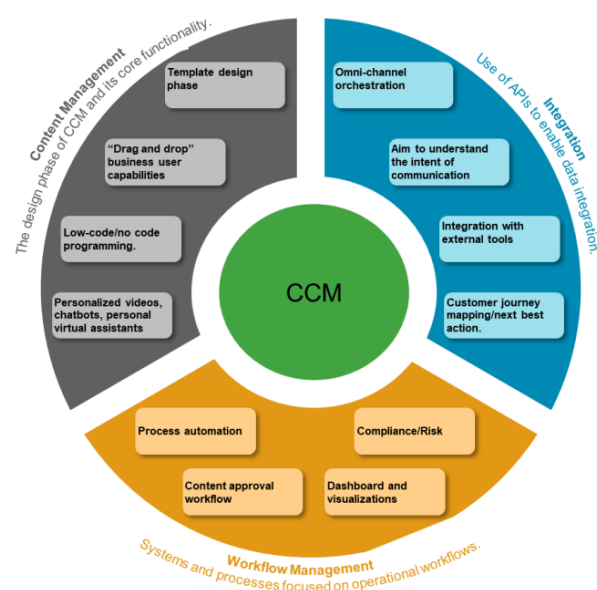 Content Management
The design phase of CCM and its core functionality.
Template design
phase
“Drag and drop”
business user
capabilities
Low-code/no code
programming.
Personalized videos,
chatbots, personal
virtual assistants
Integration
Use of APIs to enable data integration.
Omni-channel
orchestration
Aim to understand
the intent of
communication
Integration with
external tools
Customer journey
mapping/next best
action.
CCM
Process automation
Compliance/Risk
Content approval
workflow
Dashboard and
visualizations
Workflow Management
Systems and processes focused on operational workflows.